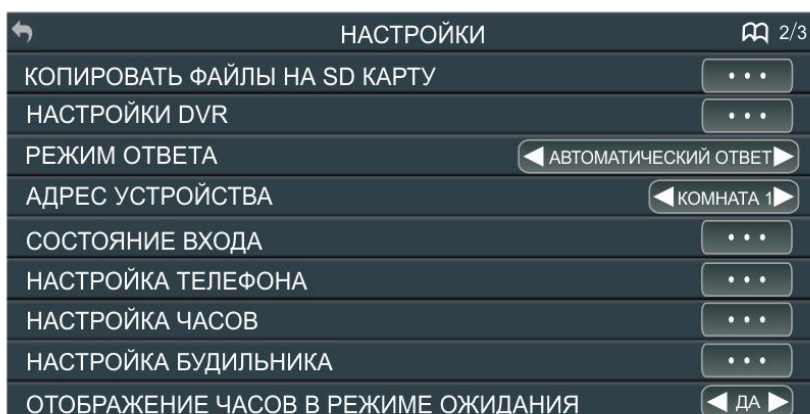 НАСТРОЙКИ 2/3
КОПИРОВАТЬ ФАЙЛЫ НА SD КАРТУ
НАСТРОЙКИ DVR
РЕЖИМ ОТВЕТА АВТОМАТИЧЕСКИЙ ОТВЕТ
АДРЕС УСТРОЙСТВА КОМНАТА 1
СОСТОЯНИЕ ВХОДА
НАСТРОЙКА ТЕЛЕФОНА
НАСТРОЙКА ЧАСОВ
НАСТРОЙКА БУДИЛЬНИКА
ОТОБРАЖЕНИЕ ЧАСОВ В РЕЖИМЕ ОЖИДАНИЯ ДА